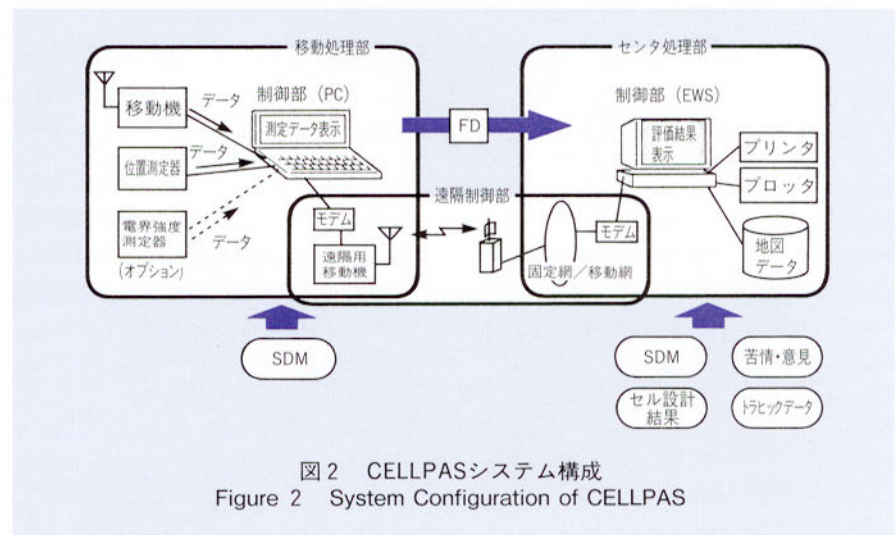 移動処理部
センタ処理部
移動機
データ
制御部 (PC)
測定データ表示
位置測定器
データ
電界強度
測定器
(オプション)
データ
FD
制御部 (EWS)
評価結果
表示
プリンタ
プロッタ
地図
データ
遠隔制御部
モデム
遠隔用
移動機
固定網/移動網
モデム
SDM
SDM
苦情・意見
セル設計
結果
トラヒックデータ
図2 CELLPASシステム構成
Figure 2 System Configuration of CELLPAS